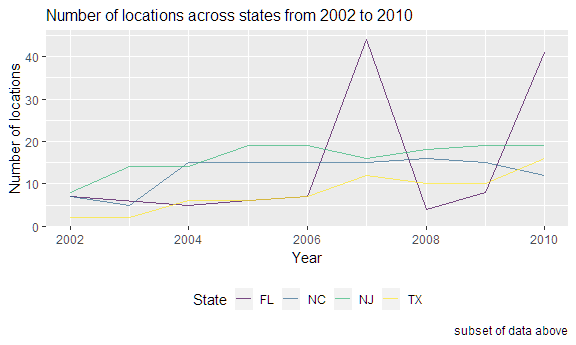 Number of locations across states from 2002 to 2010
Number of locations
40
30
20
10
0
2002 2004 2006 2008 2010
Year
State FL NC NJ TX
subset of data above